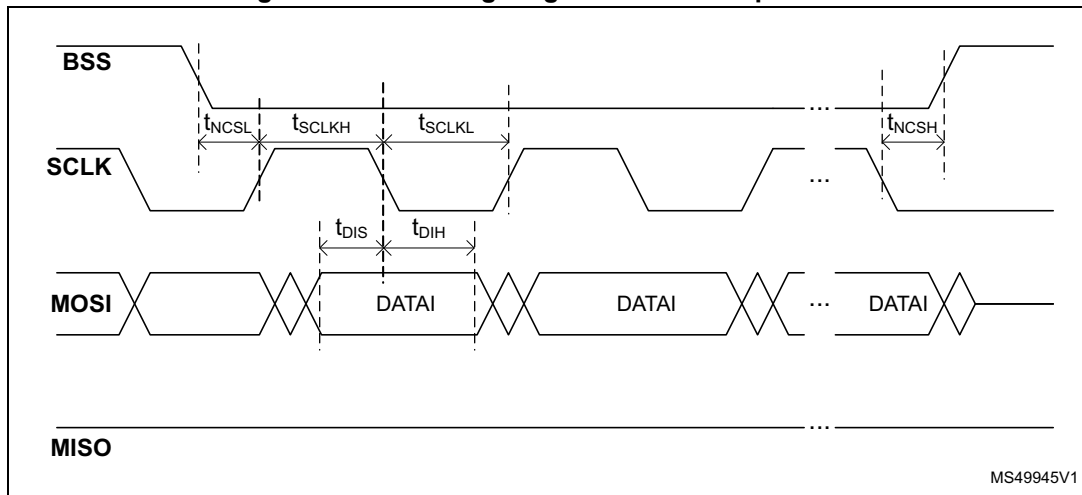 BSS
...
tNCSL tSCLKH tSCLKL tNCSH
SCLK
...
tDIS tDIH
MOSI DATAI DATAI ... DATAI
...
MISO
MS49945V1